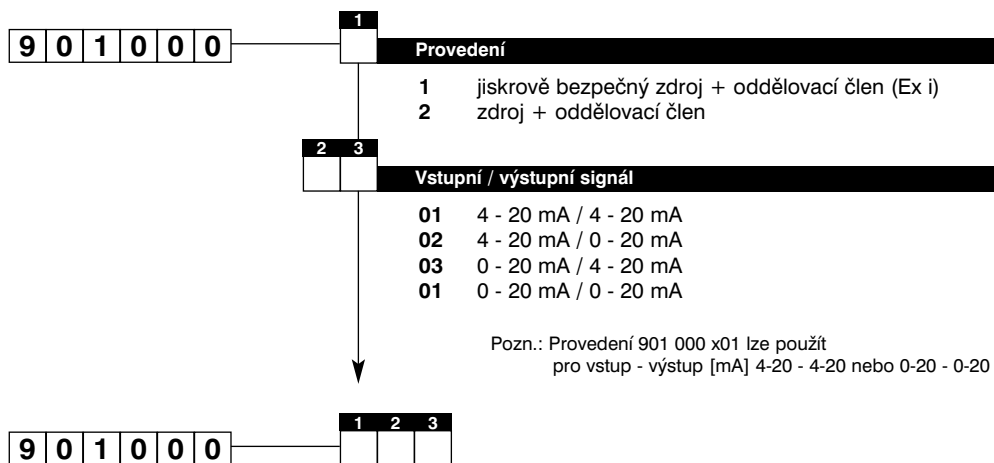 1
9 0 1 0 0 0
Provedení
1 jiskrově bezpečný zdroj + oddělovací člen (Ex i)
2 zdroj + oddělovací člen
2 3
Vstupní / výstupní signál
01 4 - 20 mA / 4 - 20 mA
02 4 - 20 mA / 0 - 20 mA
03 0 - 20 mA / 4 - 20 mA
01 0 - 20 mA / 0 - 20 mA
Pozn.: Provedení 901 000 x01 lze použít
pro vstup - výstup [mA] 4-20 - 4-20 nebo 0-20 - 0-20
1 2 3
9 0 1 0 0 0